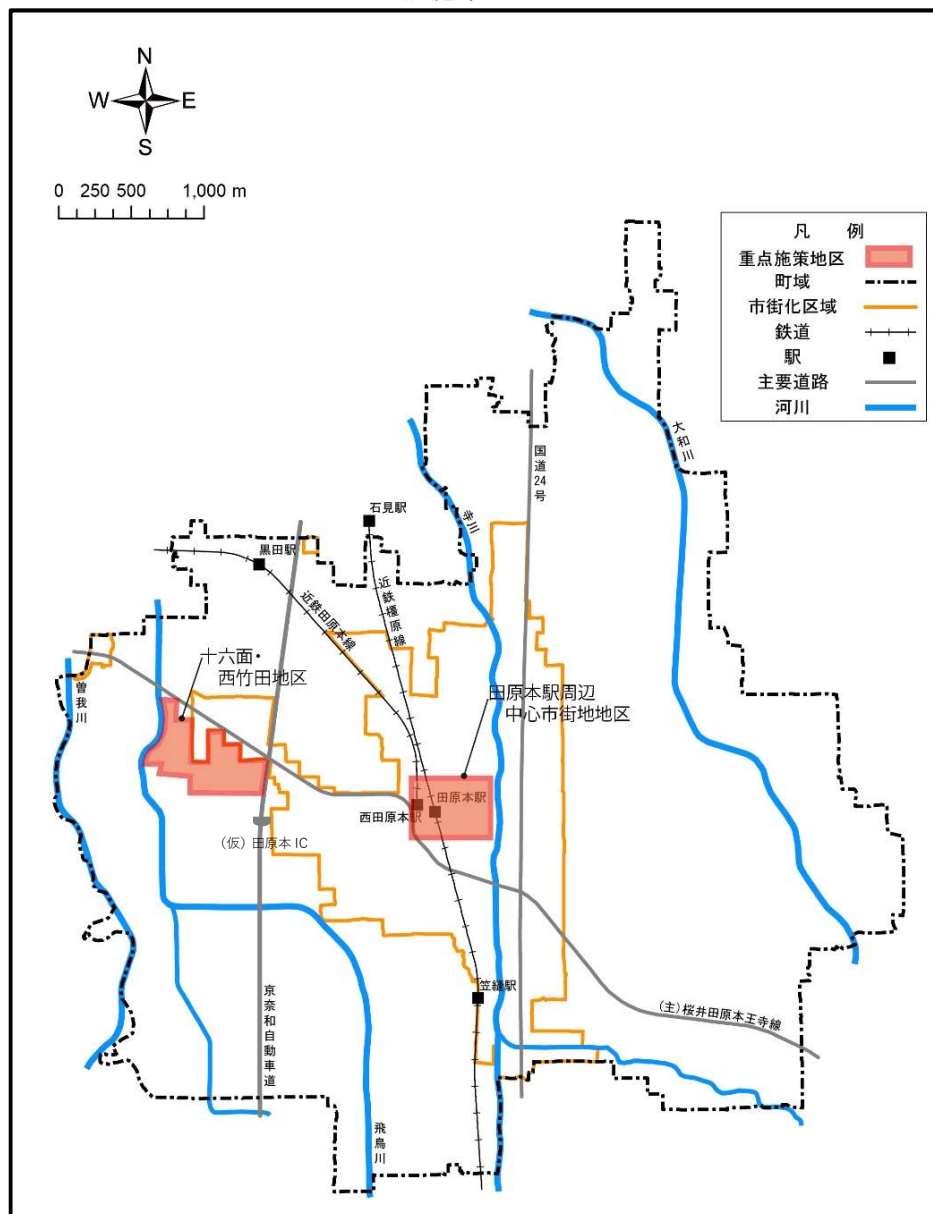 N
W E
S
0 250 500 1,000 m
凡 例
重点施策地区
町域
市街化区域
鉄道
駅
主要道路
河川
大和川
国道24号
寺川
石見駅
黒田駅
近鉄橿原線
近鉄田原本線
十六面・
西竹田地区
曽我川
田原本駅周辺
中心市街地地区
西田原本駅
田原本駅
(仮)田原本IC
笠縫駅
(主)桜井田原本王寺線
京奈和自動車道
飛鳥川